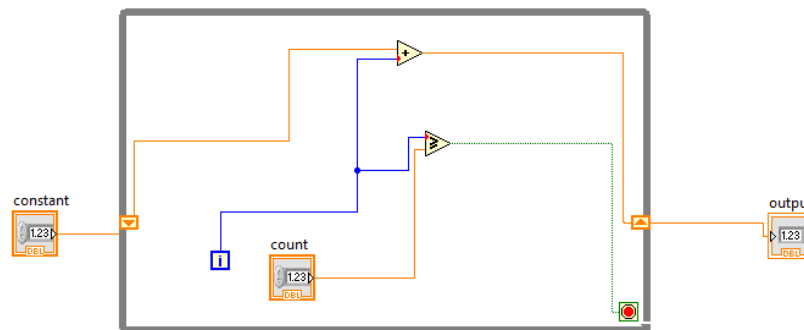 constant
1.23
DBL
i
count
1.23
DBL
+
≥
outpu
1.23
DBL